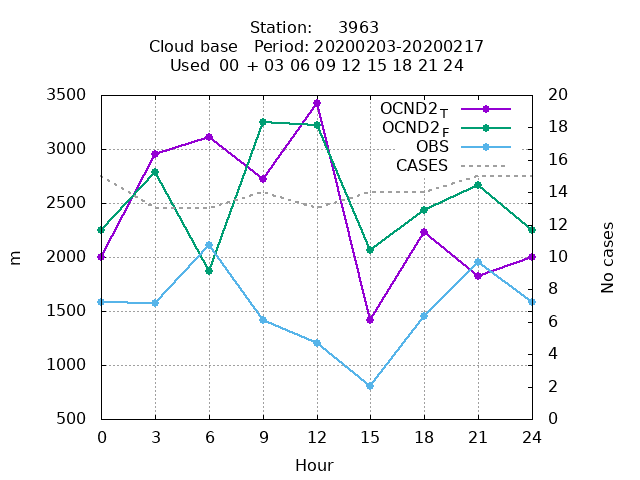 Station:     3963
Cloud base   Period: 20200203-20200217
Used 00 + 03 06 09 12 15 18 21 24
3500
3000
2500
2000
1500
1000
500
m
20
18
16
14
12
10
8
6
4
2
0
No cases
OCND2T
OCND2F
OBS
CASES
0 3 6 9 12 15 18 21 24
Hour